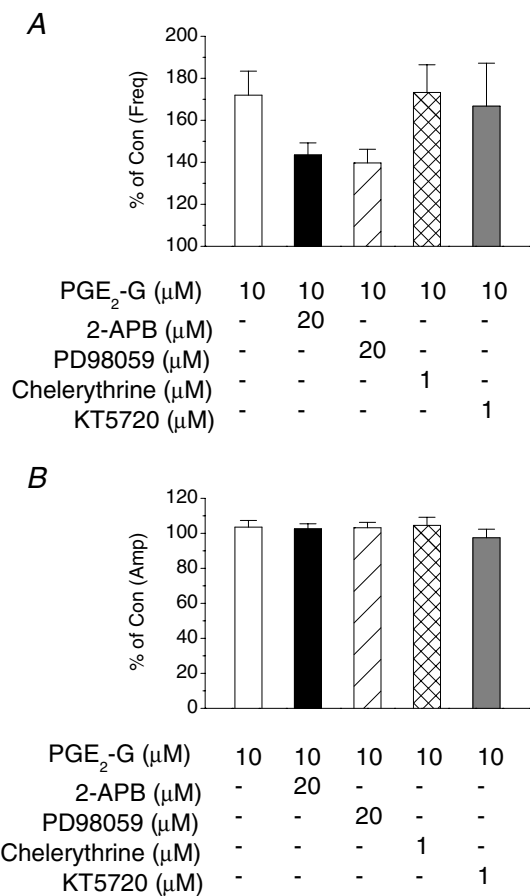 A
200
180
160
140
120
100
% of Con (Freq)
PGE2-G (μM) 10 10 10 10 10
2-APB (μM) - 20 - - -
PD98059 (μM) - - 20 - -
Chelerythrine (μM) - - - 1 -
KT5720 (μM) - - - - 1
B
120
100
80
60
40
20
0
% of Con (Amp)
PGE2-G (μM) 10 10 10 10 10
2-APB (μM) - 20 - - -
PD98059 (μM) - - 20 - -
Chelerythrine (μM) - - - 1 -
KT5720 (μM) - - - - 1